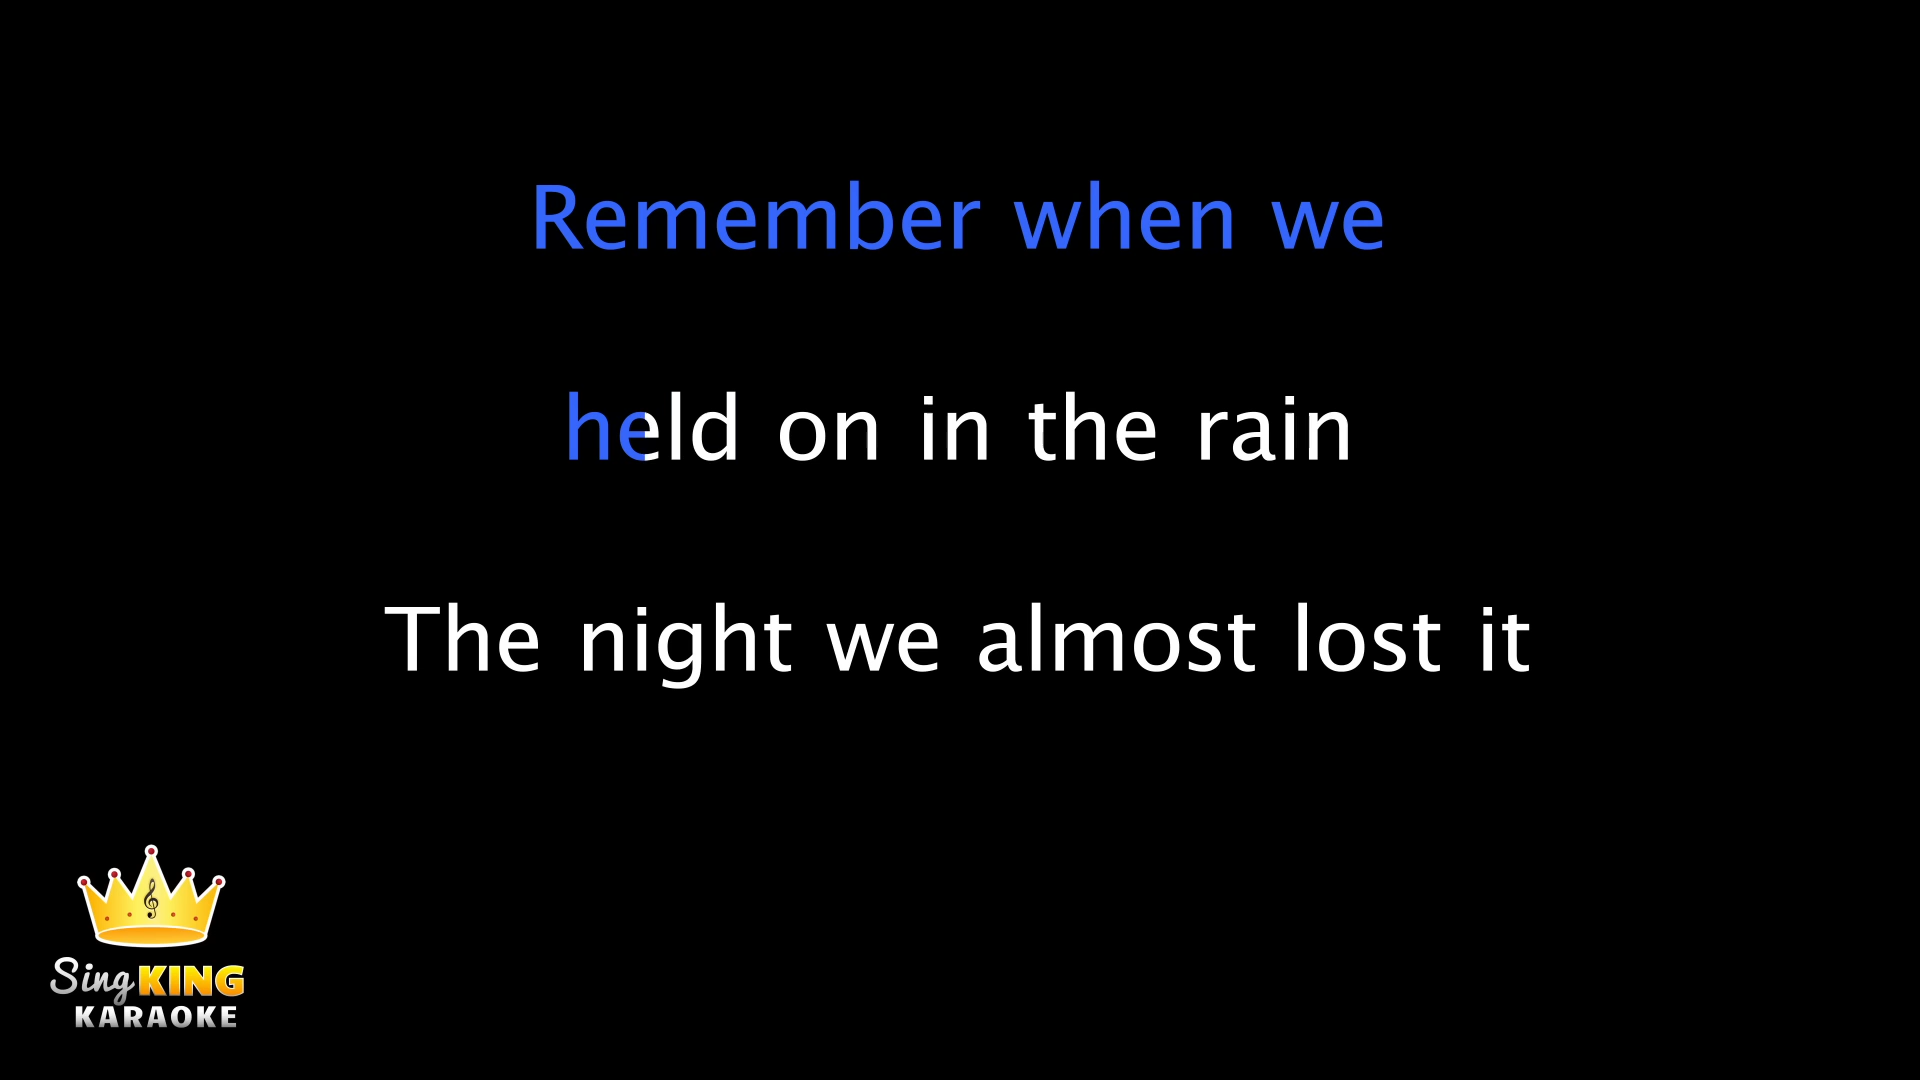 Remember when we
held on in the rain
The night we almost lost it
Sing KING
KARAOKE